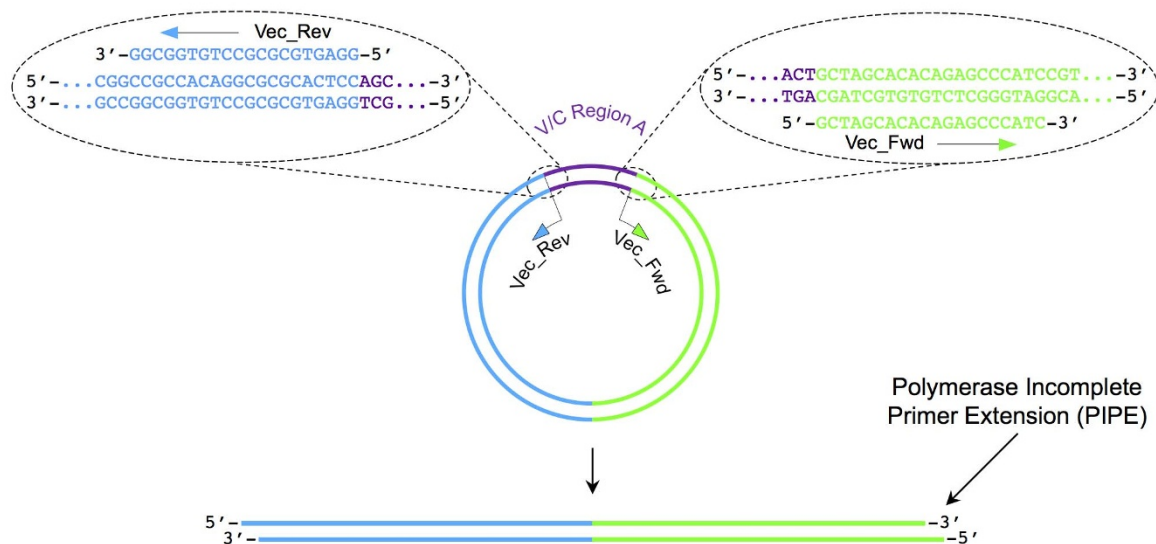 Vec_Rev
3’-GGCGGTGTCCGCGCGTGAGG-5’
5’-...CGGCCGCCACAGGCGCGCACTCCAGC...-3’
3’-...GCCGGCGGTGTCCGCGCGTGAGGTCG...-5’
5’-...ACTGCTAGCACACAGAGCCCATCCGT...-3’
3’-...TGACGATCGTGTGTCTCGGGTAGGCA...-5’
5’-GCTAGCACACAGAGCCCATC-3’
Vec_Fwd
V/C Region A
Vec_Rev
Vec_Fwd
Polymerase Incomplete
Primer Extension (PIPE)
5’- -3’
3’- -5’